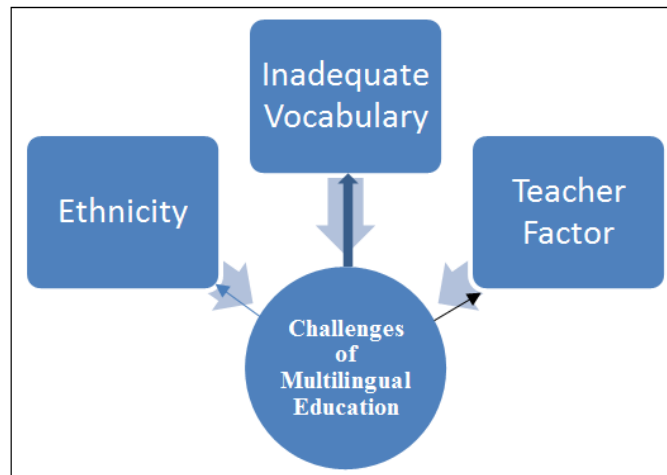 Inadequate
Vocabulary
Ethnicity
Teacher
Factor
Challenges
of
Multilingual
Education